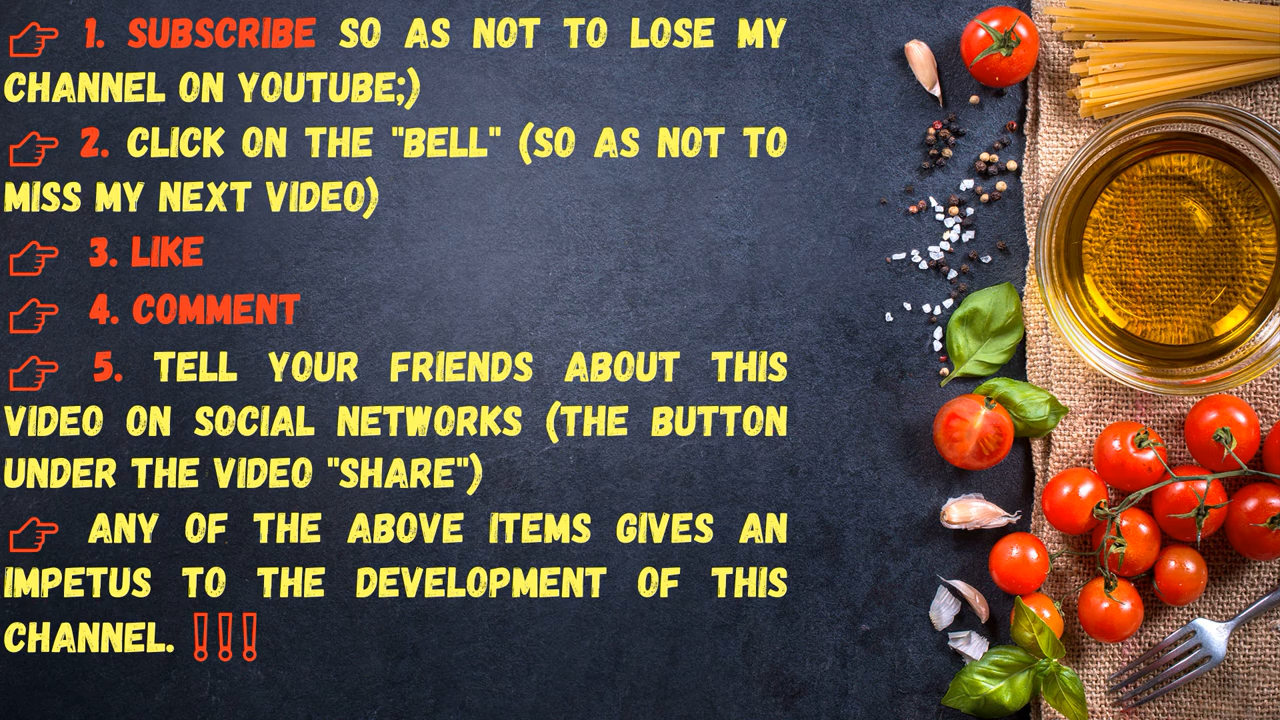 👉 1. SUBSCRIBE SO AS NOT TO LOSE MY
CHANNEL ON YOUTUBE;)
👉 2. CLICK ON THE "BELL" (SO AS NOT TO
MISS MY NEXT VIDEO)
👉 3. LIKE
👉 4. COMMENT
👉 5. TELL YOUR FRIENDS ABOUT THIS
VIDEO ON SOCIAL NETWORKS (THE BUTTON
UNDER THE VIDEO "SHARE")
👉 ANY OF THE ABOVE ITEMS GIVES AN
IMPETUS TO THE DEVELOPMENT OF THIS
CHANNEL. !!!